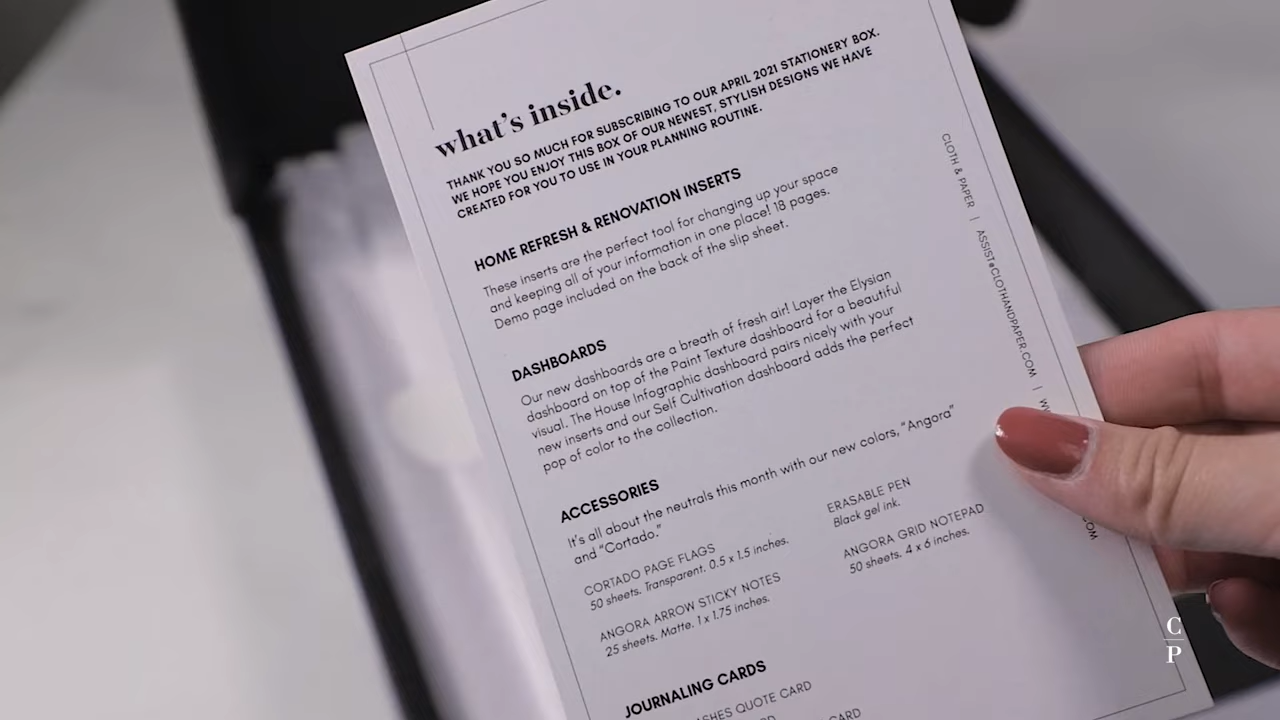 what's inside.
THANK YOU SO MUCH FOR SUBSCRIBING TO OUR APRIL 2021 STATIONERY BOX.
WE HOPE YOU ENJOY THIS BOX OF OUR NEWEST, STYLISH DESIGNS WE HAVE
CREATED FOR YOU TO USE IN YOUR PLANNING ROUTINE.
HOME REFRESH & RENOVATION INSERTS
These inserts are the perfect tool for changing up your space
and keeping all of your information in one place! 18 pages.
Demo page included on the back of the slip sheet.
DASHBOARDS
Our new dashboards are a breath of fresh air! Layer the Elysian
dashboard on top of the Paint Texture dashboard for a beautiful
visual. The House Infographic dashboard pairs nicely with your
new inserts and our Self Cultivation dashboard adds the perfect
pop of color to the collection.
ACCESSORIES
It's all about the neutrals this month with our new colors, "Angora"
and "Cortado."
CORTADO PAGE FLAGS
50 sheets. Transparent. 0.5 x 1.5 inches.
ANGORA ARROW STICKY NOTES
25 sheets. Matte. 1 x 1.75 inches.
ERASABLE PEN
Black gel ink.
ANGORA GRID NOTEPAD
50 sheets. 4 x 6 inches.
JOURNALING CARDS
QUOTE CARD
CARD
CLOTH & PAPER | ASSIST@CLOTHANDPAPER.COM |
C
P